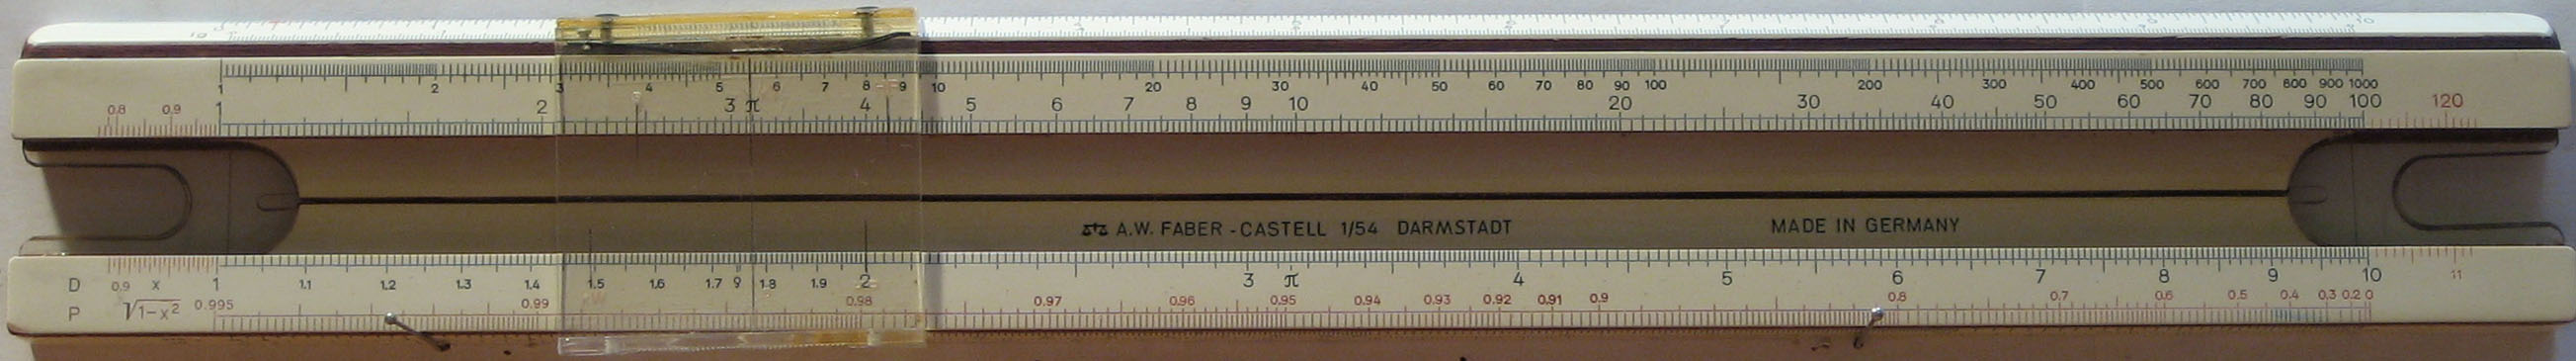 1 2 3 4 5 6 7 8 9 10 20 30 40 50 60 70 80 90 100 200 300 400 500 600 700 800 900 1000
0.8 0.9 1 2 3 π 4 5 6 7 8 9 10 20 30 40 50 60 70 80 90 100 120
A.W. FABER-CASTELL 1/54 DARMSTADT MADE IN GERMANY
D 0.9 x 1 1.1 1.2 1.3 1.4 1.5 1.6 1.7 1.8 1.9 2 3 π 4 5 6 7 8 9 10 11
P √1-x² 0.995 0.99 0.98 0.97 0.96 0.95 0.94 0.93 0.92 0.91 0.9 0.8 0.7 0.6 0.5 0.4 0.3 0.2 0